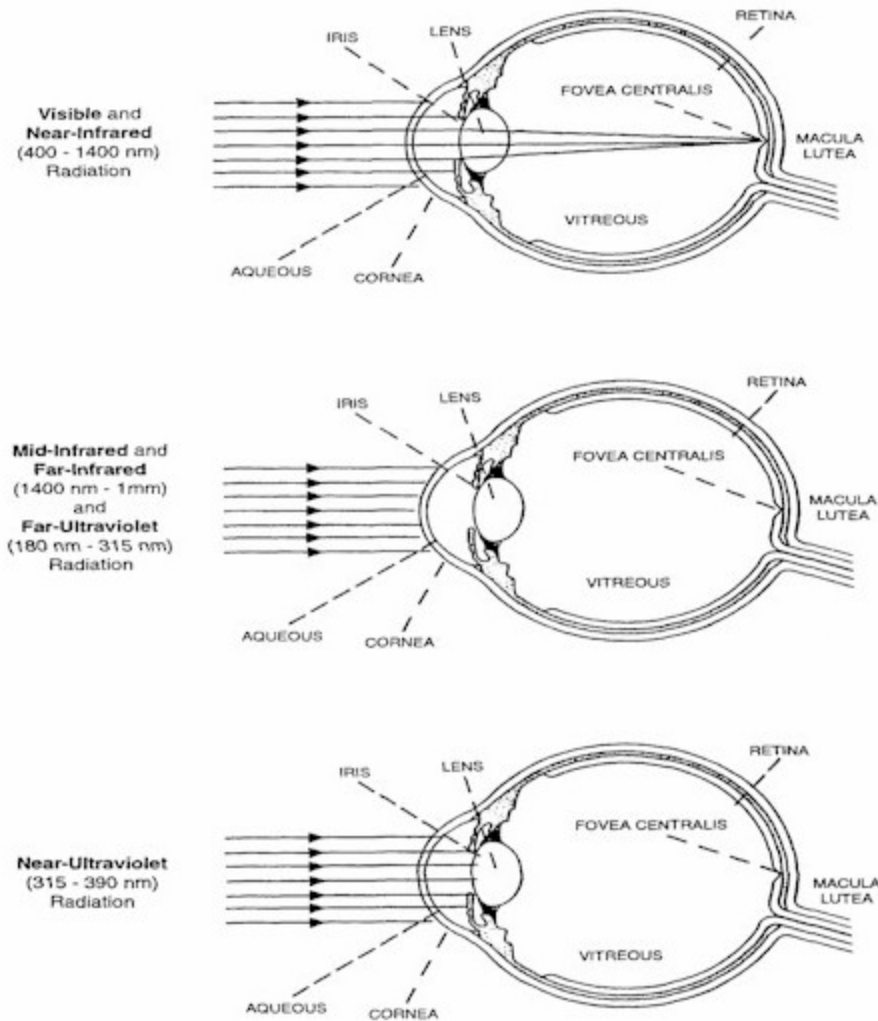 RETINA
LENS
IRIS
FOVEA CENTRALIS
Visible and
Near-Infrared
(400 - 1400 nm)
Radiation
MACULA
LUTEA
VITREOUS
AQUEOUS
CORNEA
RETINA
LENS
IRIS
Mid-Infrared and
Far-Infrared
(1400 nm - 1mm)
and
Far-Ultraviolet
(180 nm - 315 nm)
Radiation
FOVEA CENTRALIS
MACULA
LUTEA
VITREOUS
AQUEOUS
CORNEA
RETINA
LENS
IRIS
FOVEA CENTRALIS
Near-Ultraviolet
(315 - 390 nm)
Radiation
MACULA
LUTEA
VITREOUS
AQUEOUS
CORNEA